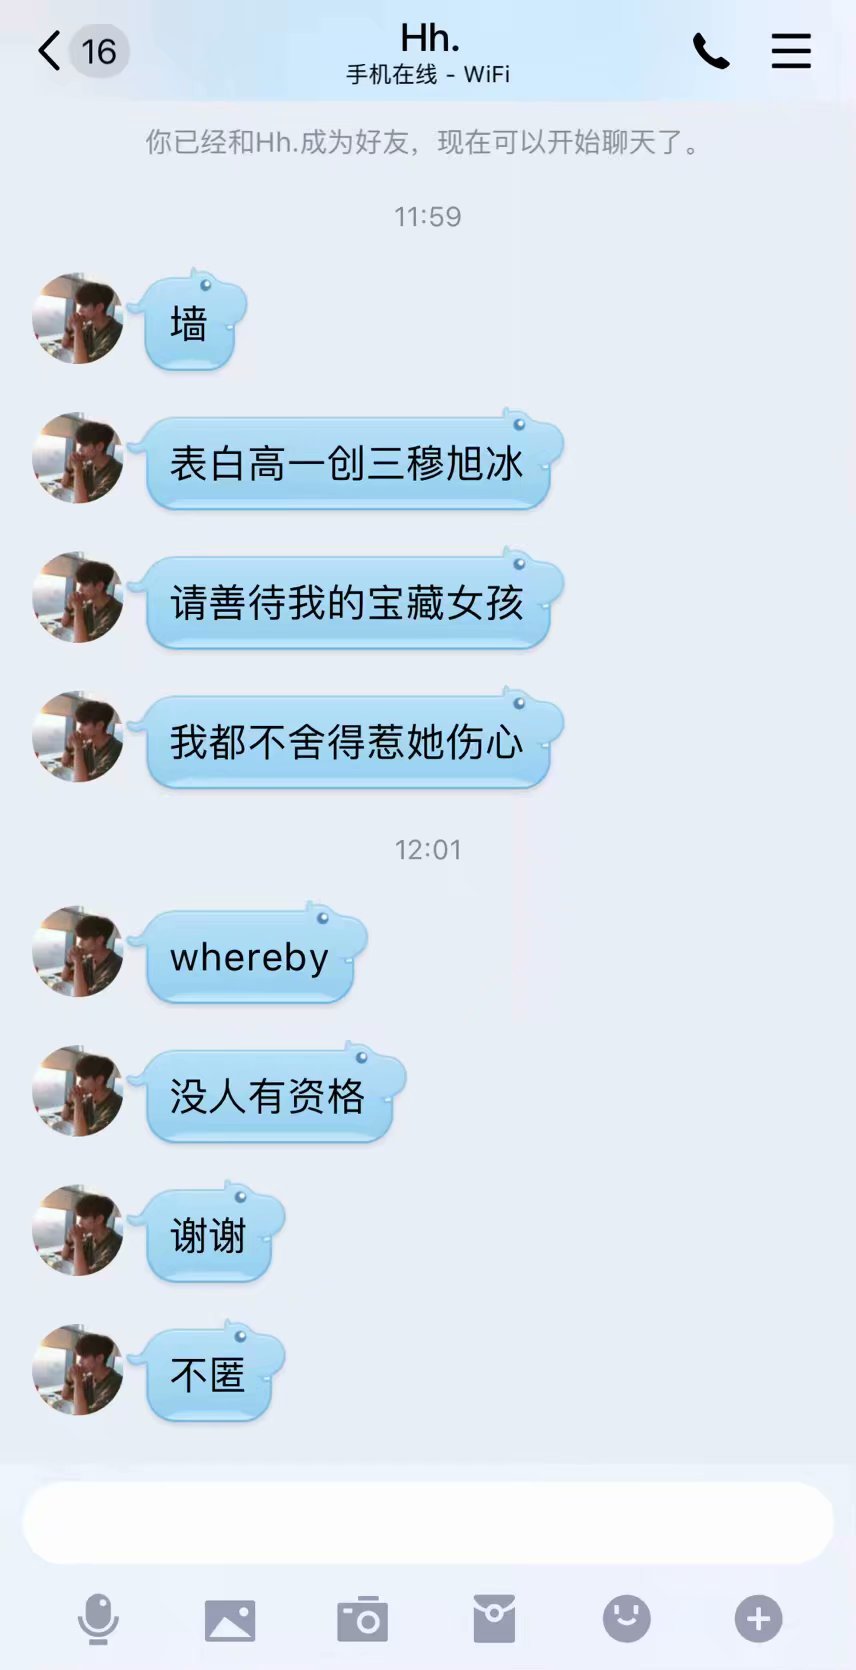 16
Hh.
手机在线 - WiFi
你已经和Hh.成为好友，现在可以开始聊天了。
11:59
墙
表白高一创三穆旭冰
请善待我的宝藏女孩
我都不舍得惹她伤心
12:01
whereby
没人有资格
谢谢
不匿